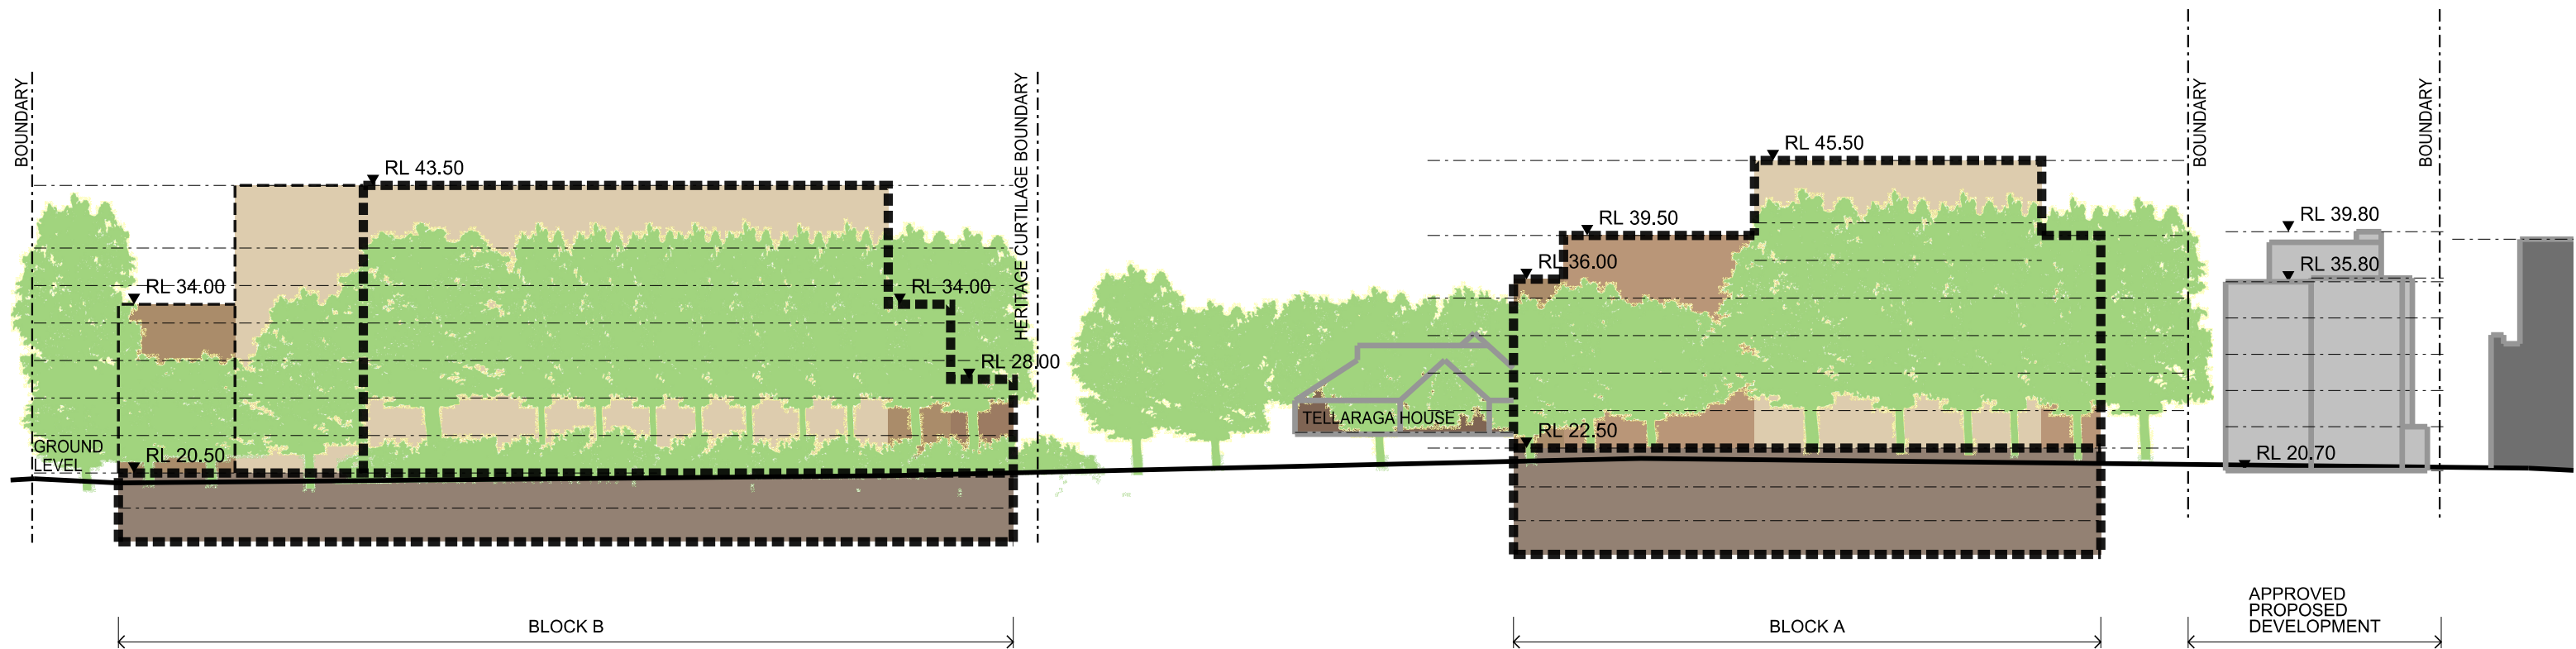 BOUNDARY
HERITAGE CURTILAGE BOUNDARY
BOUNDARY
BOUNDARY
RL 45.50
RL 43.50
RL 39.50
RL 39.80
RL 36.00
RL 35.80
RL 34.00
RL 34.00
RL 28.00
TELLARAGA HOUSE
RL 22.50
GROUND
LEVEL
RL 20.50
RL 20.70
APPROVED
PROPOSED
DEVELOPMENT
BLOCK B
BLOCK A